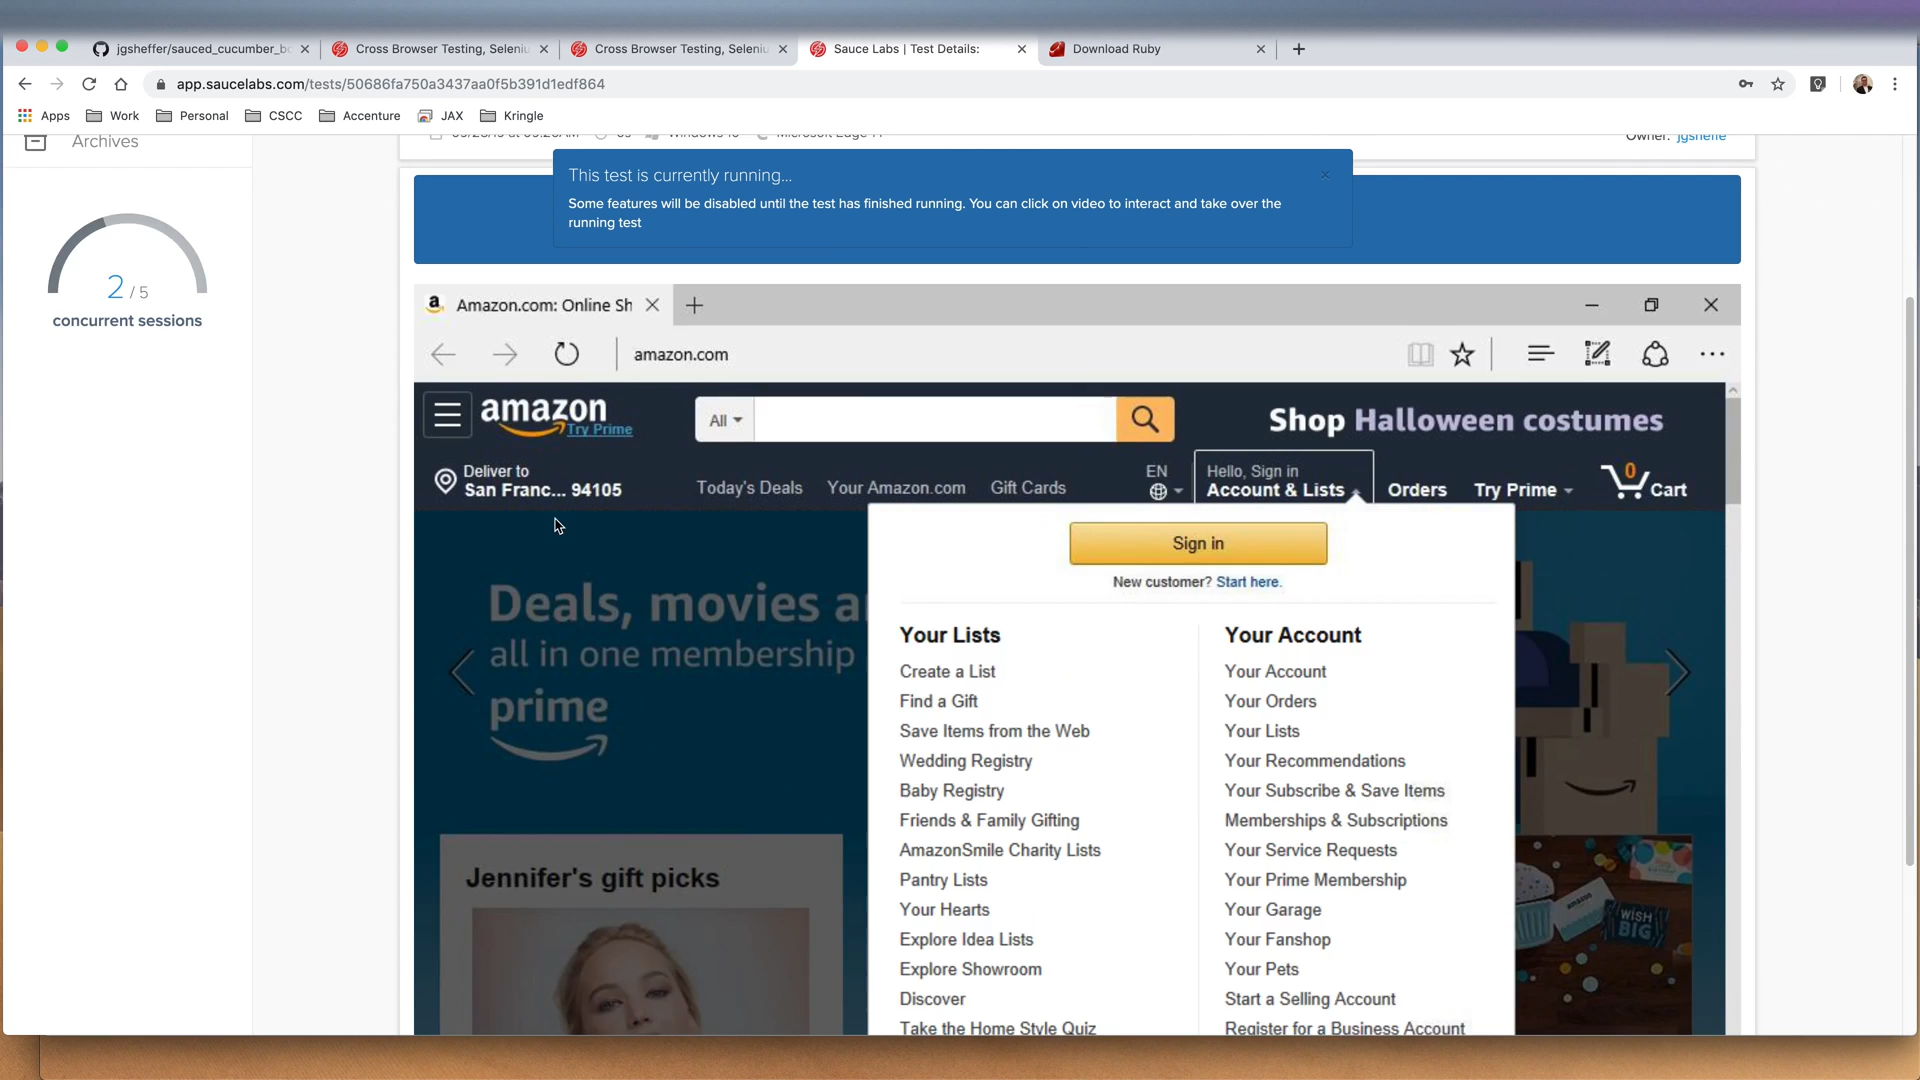 jgsheffer/sauced_cucumber_bo
Cross Browser Testing, Seleniu
Cross Browser Testing, Seleniu
Sauce Labs | Test Details:
Download Ruby
app.saucelabs.com/tests/50686fa750a3437aa0f5b391d1edf864
Apps
Work
Personal
CSCC
Accenture
JAX
Kringle
Archives
Owner: jgsheffe
This test is currently running...
Some features will be disabled until the test has finished running. You can click on video to interact and take over the
running test
2 / 5
concurrent sessions
Amazon.com: Online Sh
amazon.com
amazon
Try Prime
All
Shop Halloween costumes
Deliver to
San Franc... 94105
Today's Deals
Your Amazon.com
Gift Cards
EN
Hello, Sign in
Account & Lists
Orders
Try Prime
0
Cart
Sign in
New customer? Start here.
Deals, movies a
all in one membership
prime
Your Lists
Create a List
Find a Gift
Save Items from the Web
Wedding Registry
Baby Registry
Friends & Family Gifting
AmazonSmile Charity Lists
Pantry Lists
Your Hearts
Explore Idea Lists
Explore Showroom
Discover
Take the Home Style Quiz
Your Account
Your Account
Your Orders
Your Lists
Your Recommendations
Your Subscribe & Save Items
Memberships & Subscriptions
Your Service Requests
Your Prime Membership
Your Garage
Your Fanshop
Your Pets
Start a Selling Account
Register for a Business Account
Jennifer's gift picks
WISH
BIG